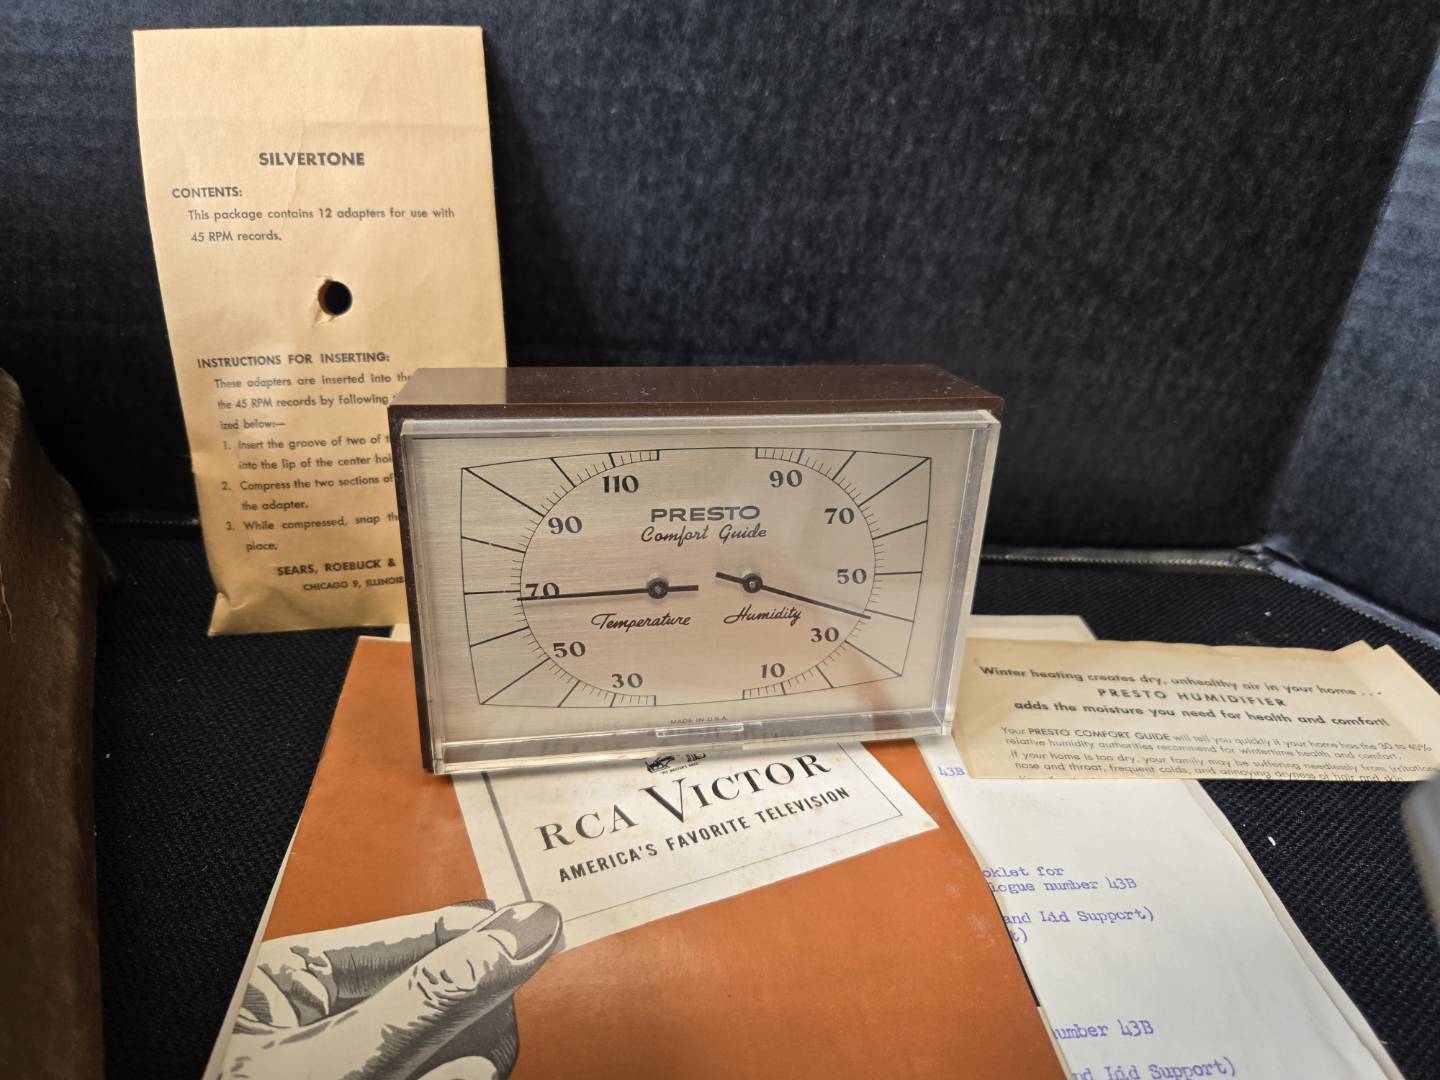 SILVERTONE
CONTENTS:
This package contains 12 adapters for use with
45 RPM records.
INSTRUCTIONS FOR INSERTING:
These adapters are inserted into the
the 45 RPM records by following
ized below:—
1. Insert the groove of two of
into the lip of the center
2. Compress the two sections of
the adapter.
3. While compressed, snap
place.
SEARS, ROEBUCK &
CHICAGO 9, ILLINOIS
110
90
70
50
30
PRESTO
Comfort Guide
Temperature
Humidity
90
70
50
30
10
MADE IN U.S.A.
RCA VICTOR
AMERICA'S FAVORITE TELEVISION
Winter heating creates dry, unhealthy air in your home ...
PRESTO HUMIDIFIER
adds the moisture you need for health and comfort!
Your PRESTO COMFORT GUIDE will tell you quickly if your home has the 30 to 40%
relative humidity authorities recommend for wintertime health and comfort.
If your home is too dry, your family may be suffering needlessly from irritation
nose and throat, frequent colds, and annoying dryness of hair and skin.
43B
oklet for
logue number 43B
and Lid Support)
t)
umber 43B
nd Lid Support)